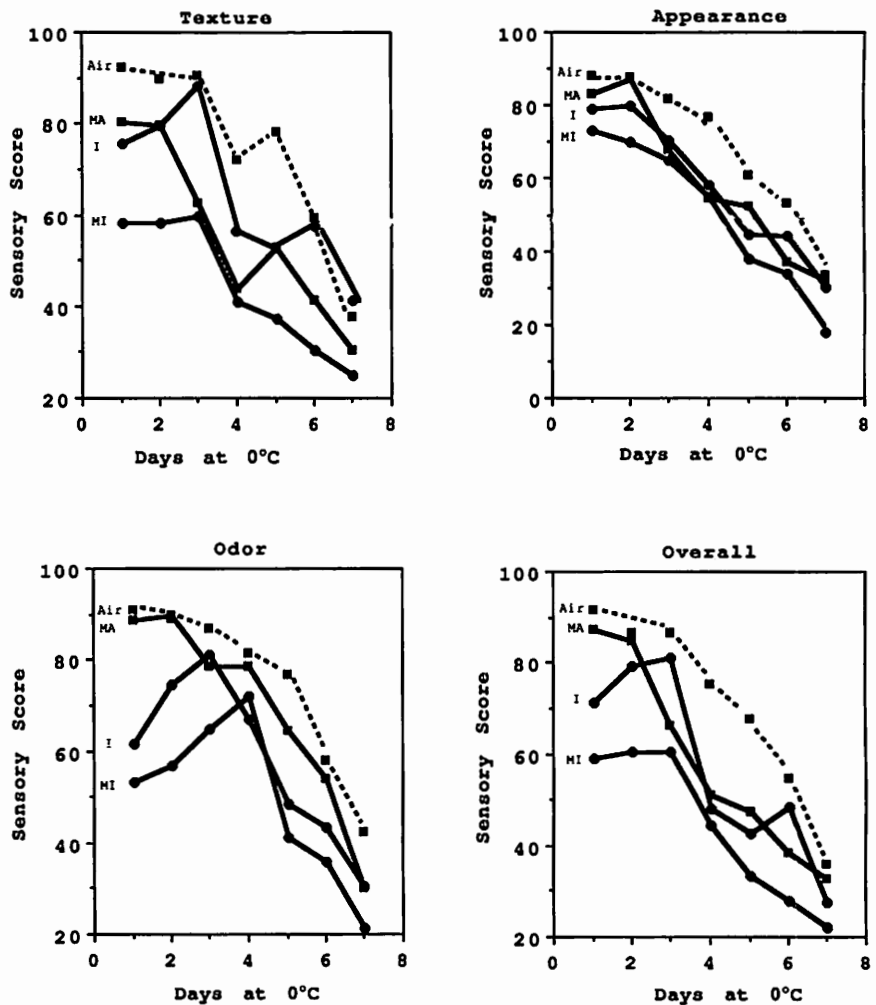 Texture
100
80
60
40
20
Sensory Score
Air
MA
I
MI
0 2 4 6 8
Days at 0°C
Appearance
100
80
60
40
20
0
Sensory Score
Air
MA
I
MI
0 2 4 6 8
Days at 0°C
Odor
100
80
60
40
20
Sensory Score
Air
MA
I
MI
0 2 4 6 8
Days at 0°C
Overall
100
80
60
40
20
Sensory Score
Air
MA
I
MI
0 2 4 6 8
Days at 0°C